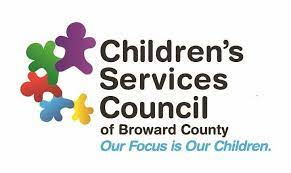 Children's
Services
Council
of Broward County
Our Focus is Our Children.